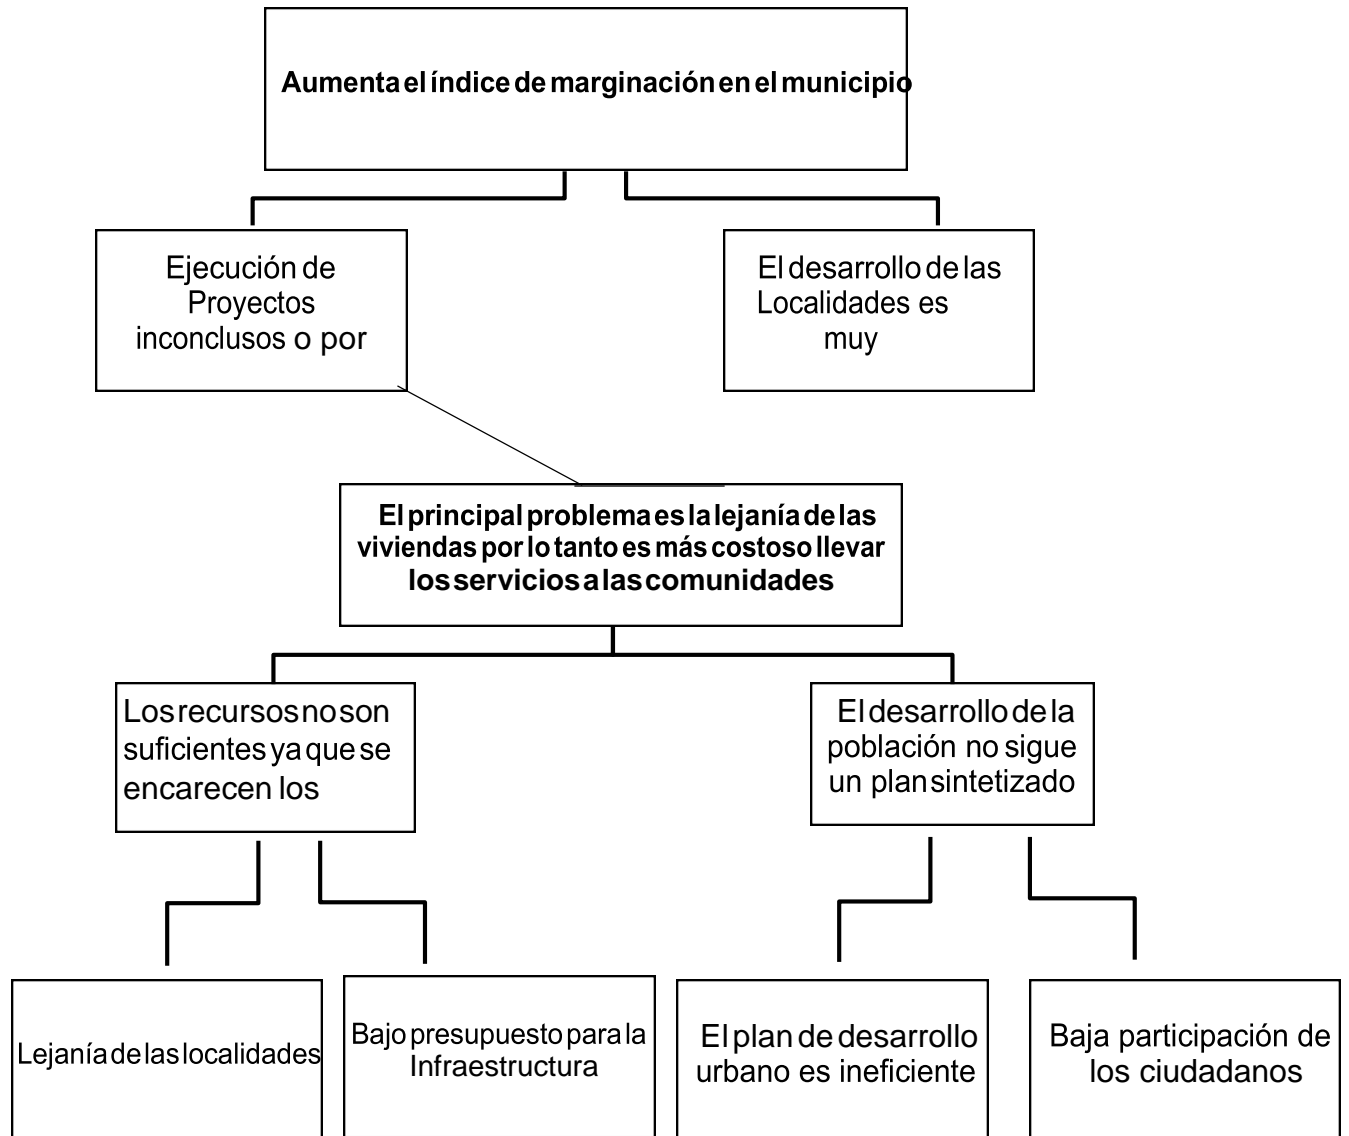 Aumenta el índice de marginación en el municipio
Ejecución de
Proyectos
inconclusos o por
El desarrollo de las
Localidades es
muy
El principal problema es la lejanía de las
viviendas por lo tanto es más costoso llevar
los servicios a las comunidades
Los recursos no son
suficientes ya que se
encarecen los
El desarrollo de la
población no sigue
un plan sintetizado
Lejanía de las localidades
Bajo presupuesto para la
Infraestructura
El plan de desarrollo
urbano es ineficiente
Baja participación de
los ciudadanos